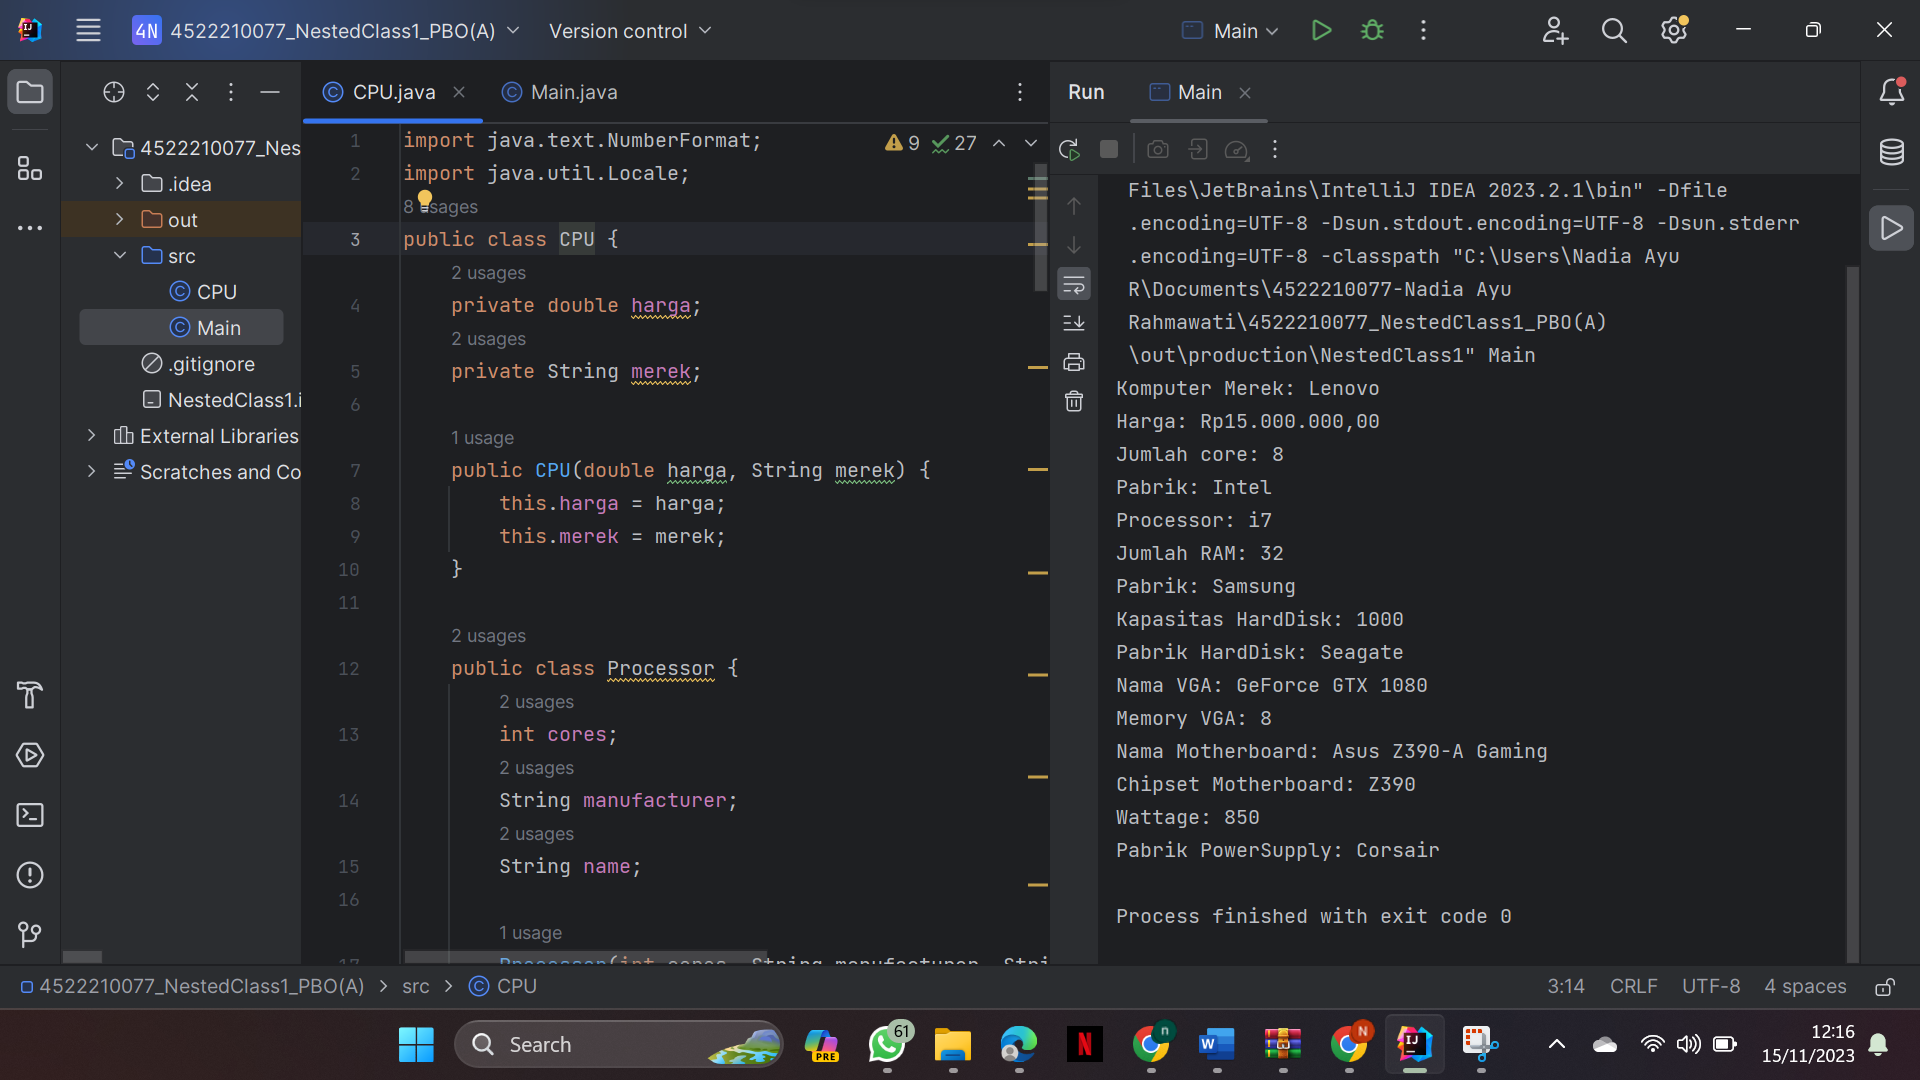 4N 4522210077_NestedClass1_PBO(A) Version control Main
CPU.java Main.java Run Main
4522210077_Nes
.idea
out
src
CPU
Main
.gitignore
NestedClass1.i
External Libraries
Scratches and Co
9 27
1 import java.text.NumberFormat;
2 import java.util.Locale;
8 usages
3 public class CPU {
2 usages
4 private double harga;
2 usages
5 private String merek;
6
1 usage
7 public CPU(double harga, String merek) {
8 this.harga = harga;
9 this.merek = merek;
10 }
11
2 usages
12 public class Processor {
2 usages
13 int cores;
2 usages
14 String manufacturer;
2 usages
15 String name;
16
1 usage
17 Processor(int cores, String manufacturer, Stri
Files\JetBrains\IntelliJ IDEA 2023.2.1\bin" -Dfile
.encoding=UTF-8 -Dsun.stdout.encoding=UTF-8 -Dsun.stderr
.encoding=UTF-8 -classpath "C:\Users\Nadia Ayu
R\Documents\4522210077-Nadia Ayu
Rahmawati\4522210077_NestedClass1_PBO(A)
\out\production\NestedClass1" Main
Komputer Merek: Lenovo
Harga: Rp15.000.000,00
Jumlah core: 8
Pabrik: Intel
Processor: i7
Jumlah RAM: 32
Pabrik: Samsung
Kapasitas HardDisk: 1000
Pabrik HardDisk: Seagate
Nama VGA: GeForce GTX 1080
Memory VGA: 8
Nama Motherboard: Asus Z390-A Gaming
Chipset Motherboard: Z390
Wattage: 850
Pabrik PowerSupply: Corsair
Process finished with exit code 0
4522210077_NestedClass1_PBO(A) > src > CPU 3:14 CRLF UTF-8 4 spaces
Search PRE 61 N n W N IJ 12:16
15/11/2023